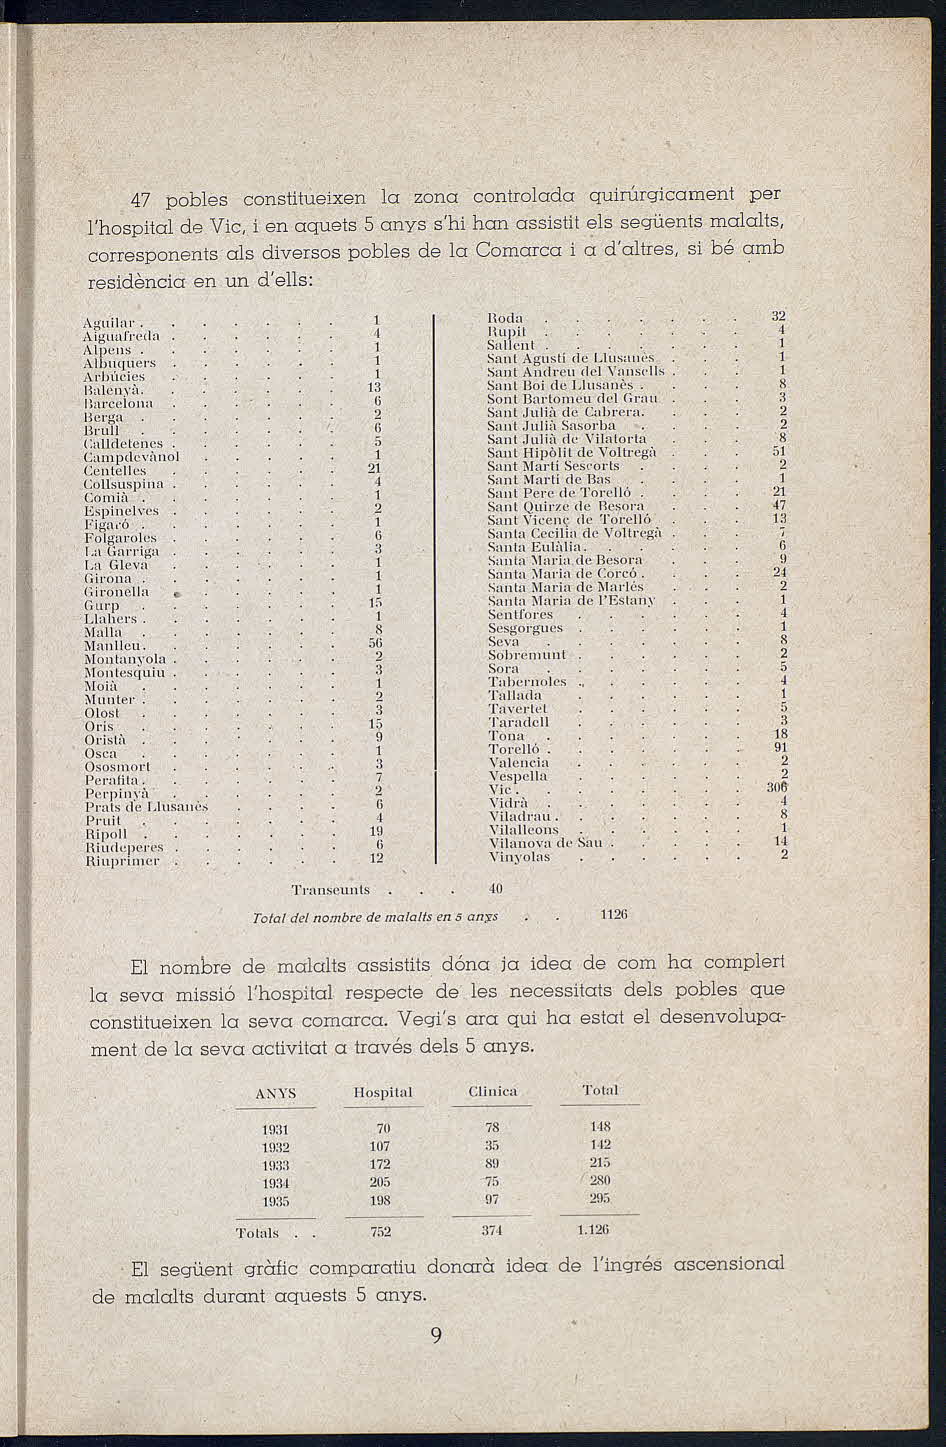 47 pobles constitueixen la zona controlada quirúrgicament per
l'hospital de Vic, i en aquets 5 anys s'hi han assistit els següents malalts,
corresponents als diversos pobles de la Comarca i a d'altres, si bé amb
residència en un d'ells:
Aguilar . . . . . . . 1
Aiguafreda . . . . . . 4
Alpens . . . . . . . 1
Albuquers . . . . . . 1
Arbúcies . . . . . . 1
Balenyà. . . . . . . 13
Barcelona . . . . . . 6
Berga . . . . . . . 2
Brull . . . . . . . 6
Calldetenes . . . . . . 5
Campdevànol . . . . . 1
Centelles . . . . . . 21
Collsuspina . . . . . . 4
Comià . . . . . . . 1
Espinelves . . . . . . 2
Figaró . . . . . . . 1
Folgaroles . . . . . . 6
La Garriga . . . . . . 3
La Gleva . . . . . . 1
Girona . . . . . . . 1
Gironella . . . . . 1
Gurp . . . . . . . 15
Llahers . . . . . . . 1
Malla . . . . . . . 8
Manlleu. . . . . . . 56
Montanyola . . . . . . 2
Montesquiu . . . . . . 3
Moià . . . . . . . 1
Munter . . . . . . . 2
Olost . . . . . . . 3
Oris . . . . . . . 15
Oristà . . . . . . . 9
Osca . . . . . . . 1
Ososmort . . . . . . 3
Perafita . . . . . . . 7
Perpinyà . . . . . . 2
Prats de Llusanès . . . . 6
Pruit . . . . . . . 4
Ripoll . . . . . . . 19
Riudeperes . . . . . . 6
Riuprimer . . . . . . 12
Roda . . . . . . . 32
Rupit . . . . . . . 4
Sallent . . . . . . . 1
Sant Agustí de Llusanès . . . 1
Sant Andreu del Vansells . . . 1
Sant Boi de Llusanès . . . . 8
Sont Bartomeu del Grau . . . 3
Sant Julià de Cabrera. . . . 2
Sant Julià Sasorba . . . . 2
Sant Julià de Vilatorta . . . 8
Sant Hipòlit de Voltregà . . . 51
Sant Martí Sescorts . . . . 2
Sant Martí de Bas . . . . 1
Sant Pere de Torelló . . . . 21
Sant Quirze de Besora . . . 47
Sant Vicenç de Torelló . . . 13
Santa Cecilia de Voltregà . . . 7
Santa Eulàlia. . . . . . 6
Santa Maria de Besora . . . 9
Santa Maria de Corcó . . . . 24
Santa Maria de Marlés . . . 2
Santa Maria de l'Estany . . . 1
Sentfores . . . . . . 4
Sesgorgues . . . . . . 1
Seva . . . . . . . 8
Sobremunt . . . . . . 2
Sora . . . . . . . 5
Tabernoles . . . . . . 4
Tallada . . . . . . 1
Tavertet . . . . . . 5
Taradell . . . . . . 3
Tona . . . . . . . 18
Torelló . . . . . . . 91
Valencia . . . . . . 2
Vespella . . . . . . 2
Vic . . . . . . . . 306
Vidrà . . . . . . . 4
Viladrau . . . . . . . 8
Vilalleons . . . . . . 1
Vilanova de Sau . . . . . 14
Vinyolas . . . . . . 2
Transeunts . . . 40
Total del nombre de malalts en 5 anys . . 1126
El nombre de malalts assistits dóna ja idea de com ha complert
la seva missió l'hospital respecte de les necessitats dels pobles que
constitueixen la seva comarca. Vegi's ara qui ha estat el desenvolupa-
ment de la seva activitat a través dels 5 anys.
ANYS Hospital Clinica Total
1931 70 78 148
1932 107 35 142
1933 172 89 215
1934 205 75 280
1935 198 97 295
Totals . . 752 374 1.126
El següent gràfic comparatiu donarà idea de l'ingrés ascensional
de malalts durant aquests 5 anys.
9